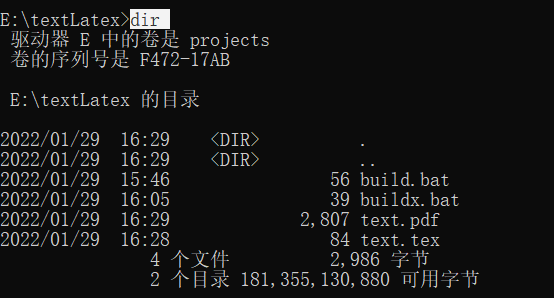 E:\textLatex>dir
驱动器 E 中的卷是 projects
卷的序列号是 F472-17AB
E:\textLatex 的目录
2022/01/29  16:29    <DIR>          .
2022/01/29  16:29    <DIR>          ..
2022/01/29  15:46                56 build.bat
2022/01/29  16:05                39 buildx.bat
2022/01/29  16:29             2,807 text.pdf
2022/01/29  16:28                84 text.tex
4 个文件          2,986 字节
2 个目录 181,355,130,880 可用字节